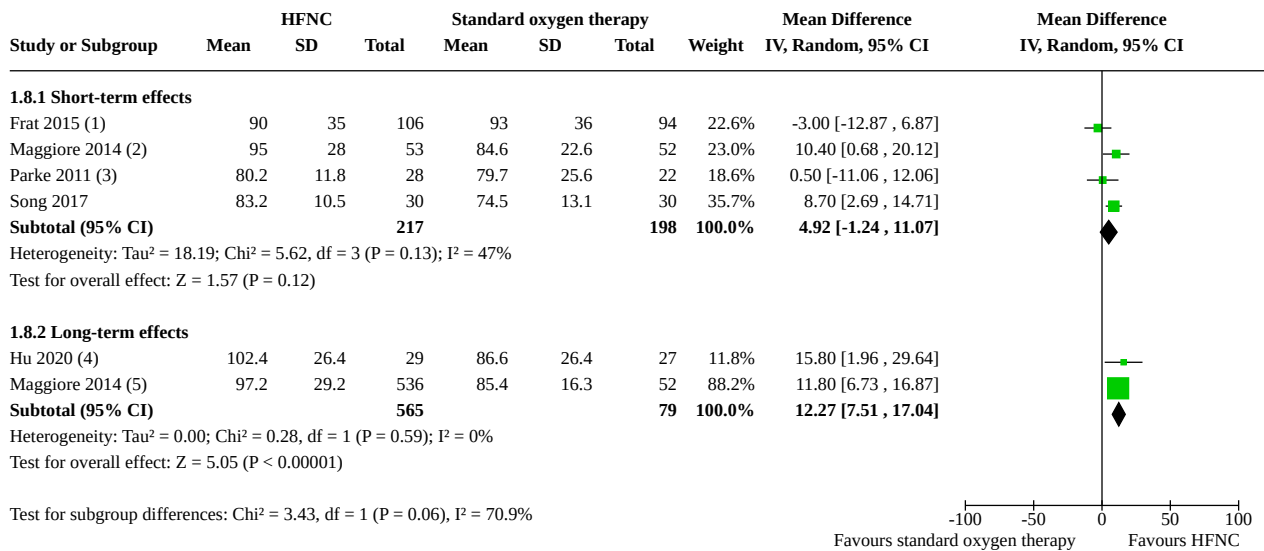 HFNC Standard oxygen therapy Mean Difference Mean Difference
Study or Subgroup Mean SD Total Mean SD Total Weight IV, Random, 95% CI IV, Random, 95% CI
1.8.1 Short-term effects
Frat 2015 (1) 90 35 106 93 36 94 22.6% -3.00 [-12.87 , 6.87]
Maggiore 2014 (2) 95 28 53 84.6 22.6 52 23.0% 10.40 [0.68 , 20.12]
Parke 2011 (3) 80.2 11.8 28 79.7 25.6 22 18.6% 0.50 [-11.06 , 12.06]
Song 2017 83.2 10.5 30 74.5 13.1 30 35.7% 8.70 [2.69 , 14.71]
Subtotal (95% CI) 217 198 100.0% 4.92 [-1.24 , 11.07]
Heterogeneity: Tau² = 18.19; Chi² = 5.62, df = 3 (P = 0.13); I² = 47%
Test for overall effect: Z = 1.57 (P = 0.12)
1.8.2 Long-term effects
Hu 2020 (4) 102.4 26.4 29 86.6 26.4 27 11.8% 15.80 [1.96 , 29.64]
Maggiore 2014 (5) 97.2 29.2 536 85.4 16.3 52 88.2% 11.80 [6.73 , 16.87]
Subtotal (95% CI) 565 79 100.0% 12.27 [7.51 , 17.04]
Heterogeneity: Tau² = 0.00; Chi² = 0.28, df = 1 (P = 0.59); I² = 0%
Test for overall effect: Z = 5.05 (P < 0.00001)
Test for subgroup differences: Chi² = 3.43, df = 1 (P = 0.06), I² = 70.9%
-100 -50 0 50 100
Favours standard oxygen therapy Favours HFNC